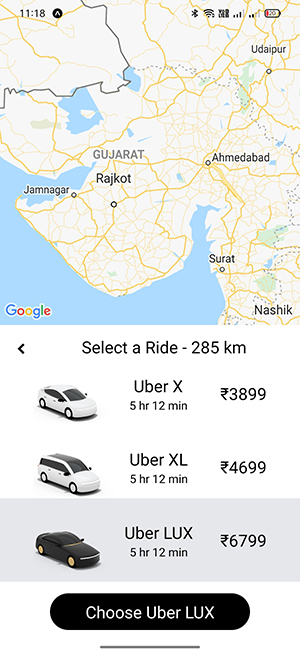 11:18
20
Udaipur
GUJARAT
Ahmedabad
Rajkot
Jamnagar
Surat
Google
Nashik
Select a Ride - 285 km
Uber X
5 hr 12 min
₹3899
Uber XL
5 hr 12 min
₹4699
Uber LUX
5 hr 12 min
₹6799
Choose Uber LUX